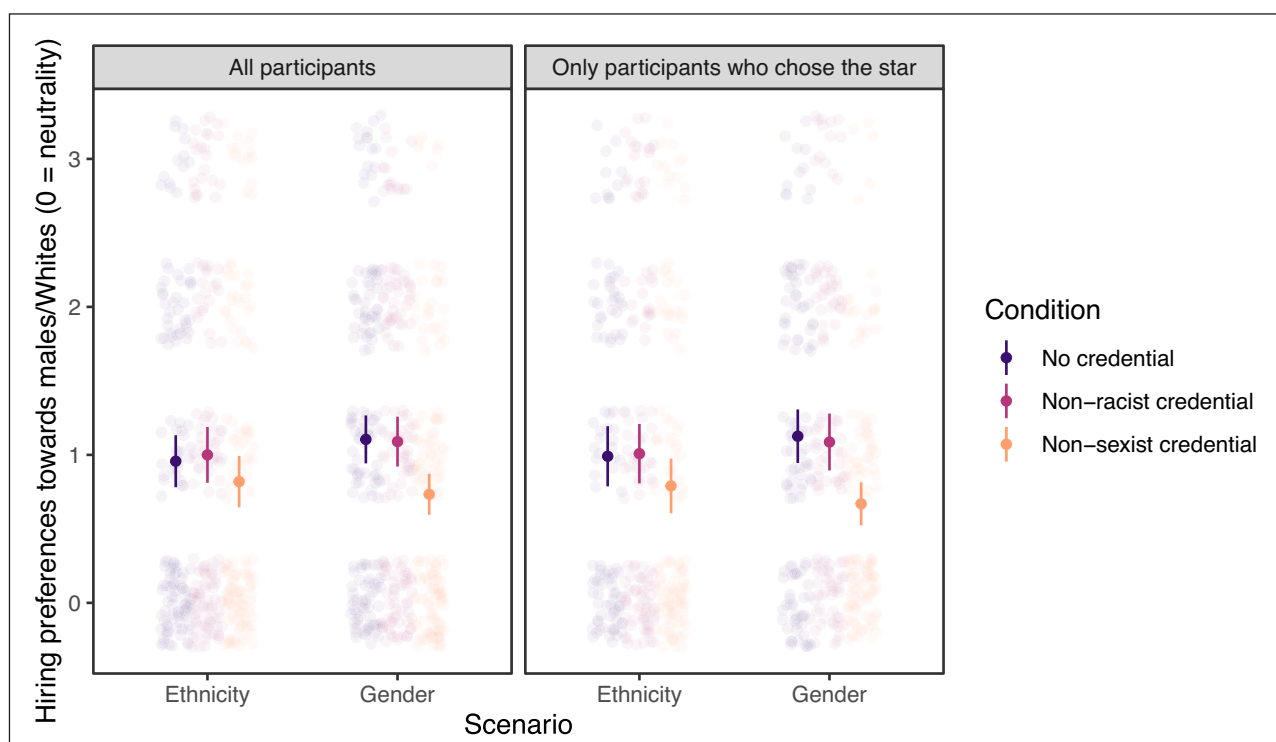 All participants
Only participants who chose the star
Hiring preferences towards males/Whites (0 = neutrality)
3
2
1
0
Ethnicity
Gender
Ethnicity
Gender
Scenario
Condition
No credential
Non−racist credential
Non−sexist credential